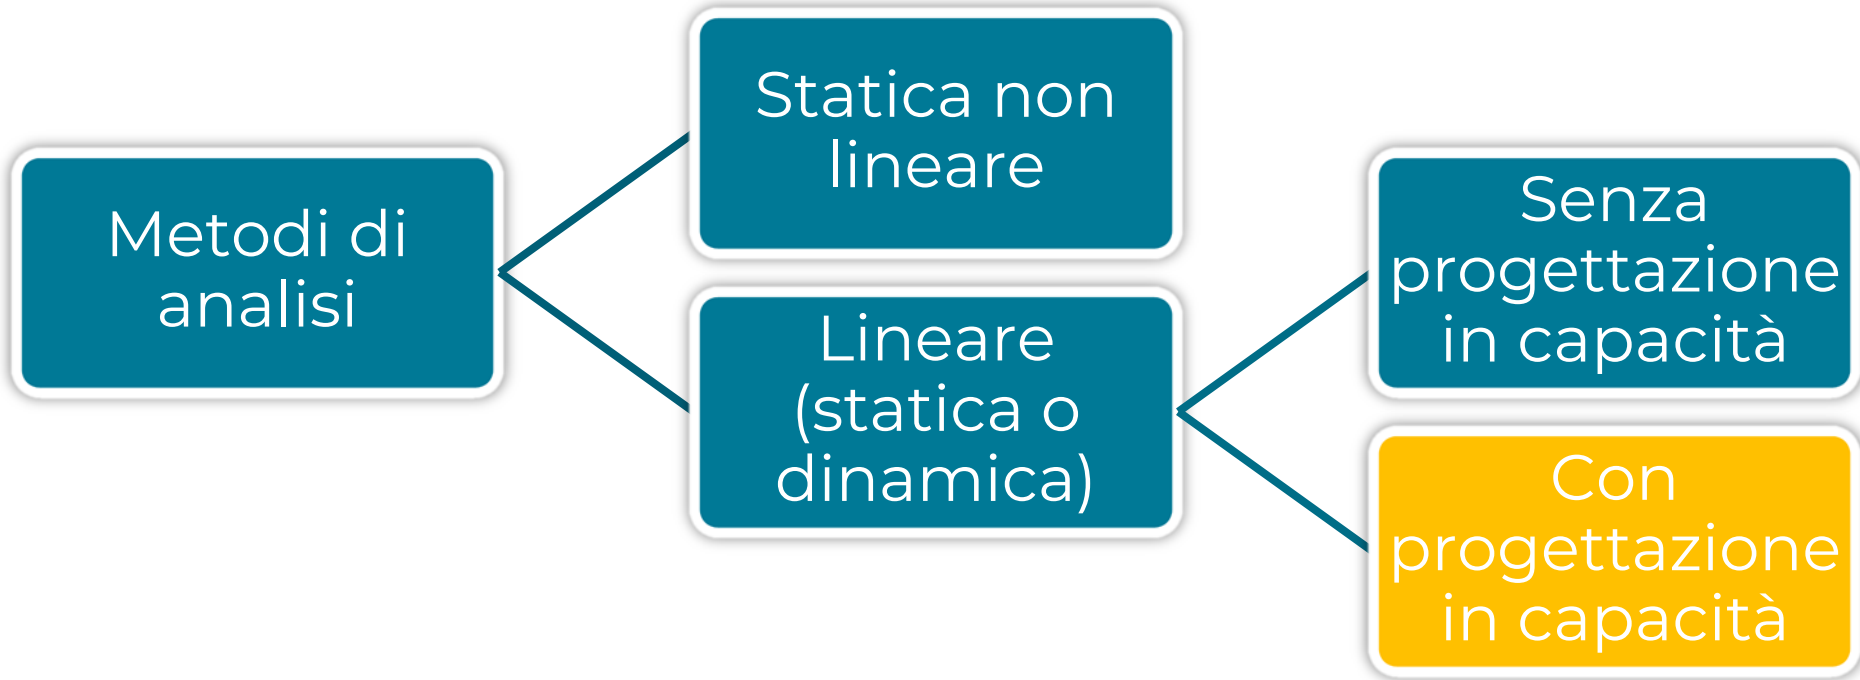 Metodi di
analisi
Statica non
lineare
Lineare
(statica o
dinamica)
Senza
progettazione
in capacità
Con
progettazione
in capacità